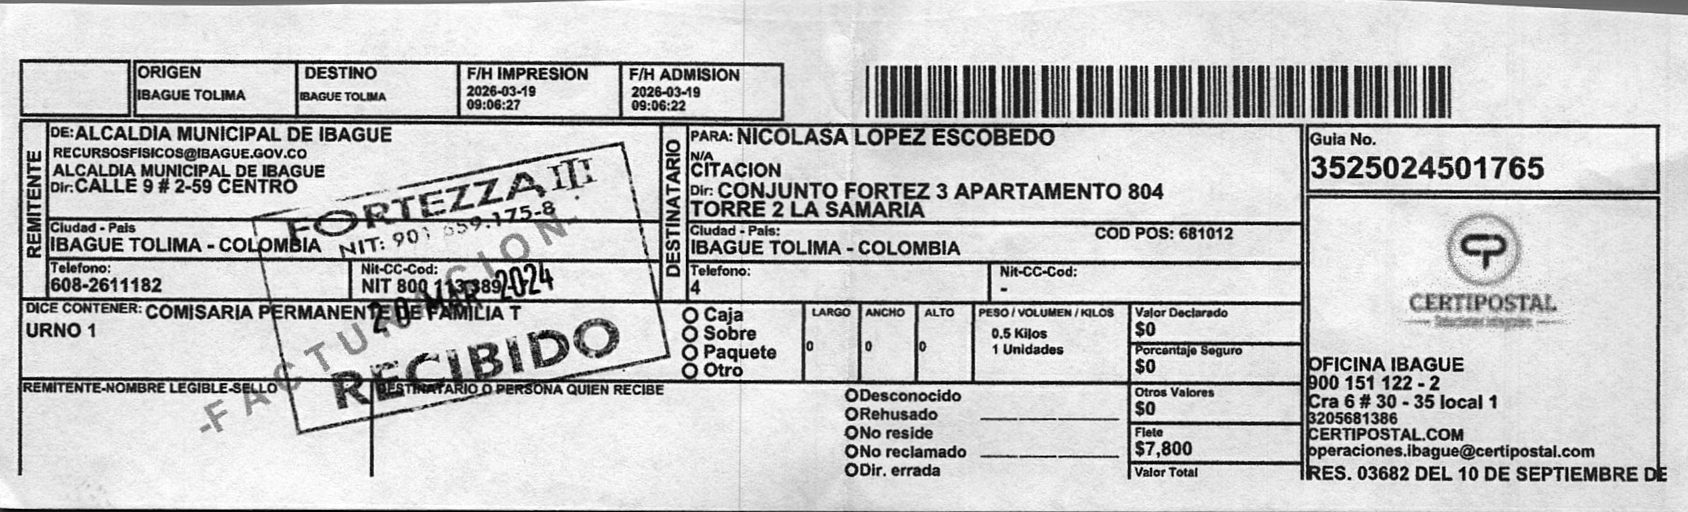 ORIGEN
IBAGUE TOLIMA
DESTINO
IBAGUE TOLIMA
F/H IMPRESION
2026-03-19
09:06:27
F/H ADMISION
2026-03-19
09:06:22
REMITENTE
DE: ALCALDIA MUNICIPAL DE IBAGUE
RECURSOSFISICOS@IBAGUE.GOV.CO
ALCALDIA MUNICIPAL DE IBAGUE
Dir: CALLE 9 # 2-59 CENTRO
Ciudad - Pais
IBAGUE TOLIMA - COLOMBIA
Telefono:
608-2611182
Nit-CC-Cod:
NIT 800 113389
DICE CONTENER: COMISARIA PERMANENTE DE FAMILIA T
URNO 1
REMITENTE-NOMBRE LEGIBLE-SELLO
DESTINATARIO O PERSONA QUIEN RECIBE
FORTEZZA III
NIT: 901 659.175-8
20 MAR 2024
RECIBIDO
-FACTURACION-
DESTINATARIO
PARA: NICOLASA LOPEZ ESCOBEDO
N/A
CITACION
Dir: CONJUNTO FORTEZ 3 APARTAMENTO 804
TORRE 2 LA SAMARIA
Ciudad - Pais:
IBAGUE TOLIMA - COLOMBIA
COD POS: 681012
Telefono:
4
Nit-CC-Cod:
-
Caja
Sobre
Paquete
Otro
LARGO
0
ANCHO
0
ALTO
0
PESO / VOLUMEN / KILOS
0.5 Kilos
1 Unidades
Valor Declarado
$0
Porcentaje Seguro
$0
Otros Valores
$0
Flete
$7,800
Valor Total
Desconocido
Rehusado
No reside
No reclamado
Dir. errada
Guia No.
3525024501765
CERTIPOSTAL
OFICINA IBAGUE
900 151 122 - 2
Cra 6 # 30 - 35 local 1
3205681386
CERTIPOSTAL.COM
operaciones.ibague@certipostal.com
RES. 03682 DEL 10 DE SEPTIEMBRE DE